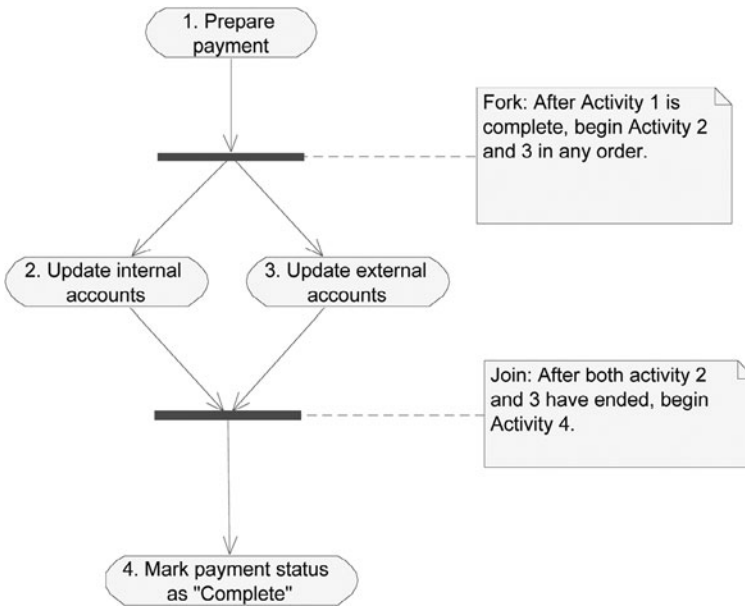 1. Prepare
payment
Fork: After Activity 1 is
complete, begin Activity 2
and 3 in any order.
2. Update internal
accounts
3. Update external
accounts
Join: After both activity 2
and 3 have ended, begin
Activity 4.
4. Mark payment status
as "Complete"